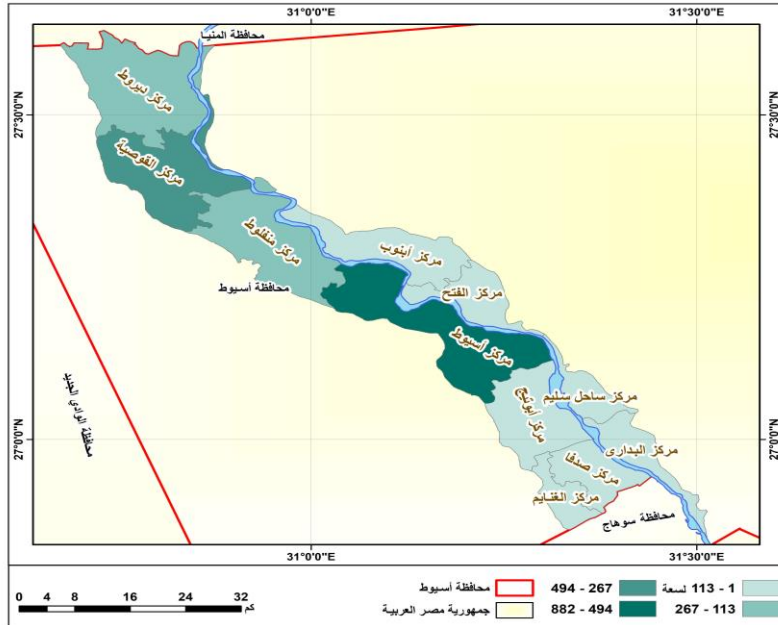 31°0'0"E
31°30'0"E
محافظة المنيا
مركز ديروط
27°30'0"N
27°30'0"N
مركز القوصية
مركز منفلوط
مركز أبنوب
محافظة أسيوط
مركز الفتح
مركز أسيوط
محافظة الوادي الجديد
مركز ساحل سليم
مركز أبوتيج
27°0'0"N
27°0'0"N
مركز البدارى
مركز صدفا
مركز الغنايم
محافظة سوهاج
31°0'0"E
31°30'0"E
1 - 113 لسعة
267 - 494
محافظة أسيوط
113 - 267
494 - 882
جمهورية مصر العربية
0 4 8 16 24 32
كم